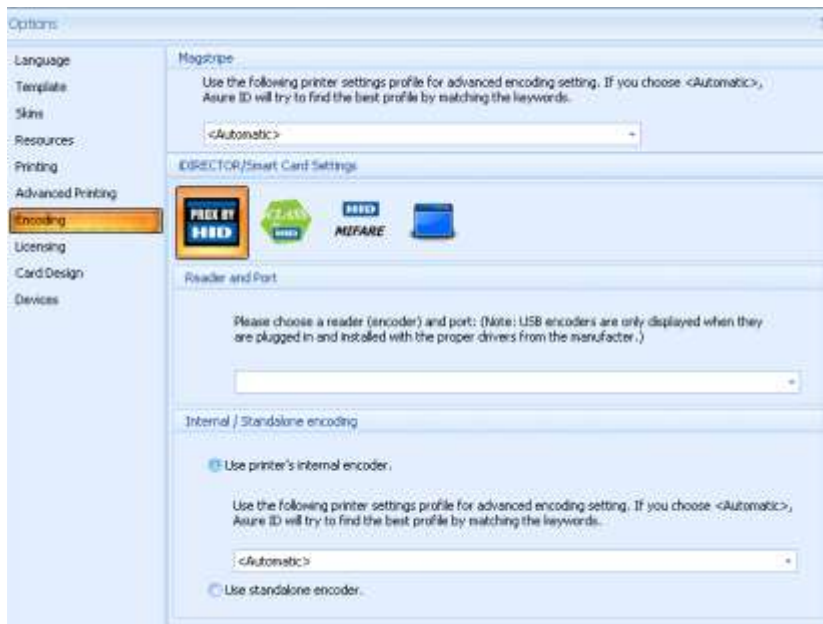 Options
Language
Template
Skins
Resources
Printing
Advanced Printing
Encoding
Licensing
Card Design
Devices
Magstripe
Use the following printer settings profile for advanced encoding setting. If you choose <Automatic>,
Asure ID will try to find the best profile by matching the keywords.
<Automatic>
iDIRECTOR/Smart Card Settings
PROX BY
HID
iCLASS
HID
HID
MIFARE
Reader and Port
Please choose a reader (encoder) and port: (Note: USB encoders are only displayed when they
are plugged in and installed with the proper drivers from the manufacter.)
Internal / Standalone encoding
Use printer's internal encoder.
Use the following printer settings profile for advanced encoding setting. If you choose <Automatic>,
Asure ID will try to find the best profile by matching the keywords.
<Automatic>
Use standalone encoder.